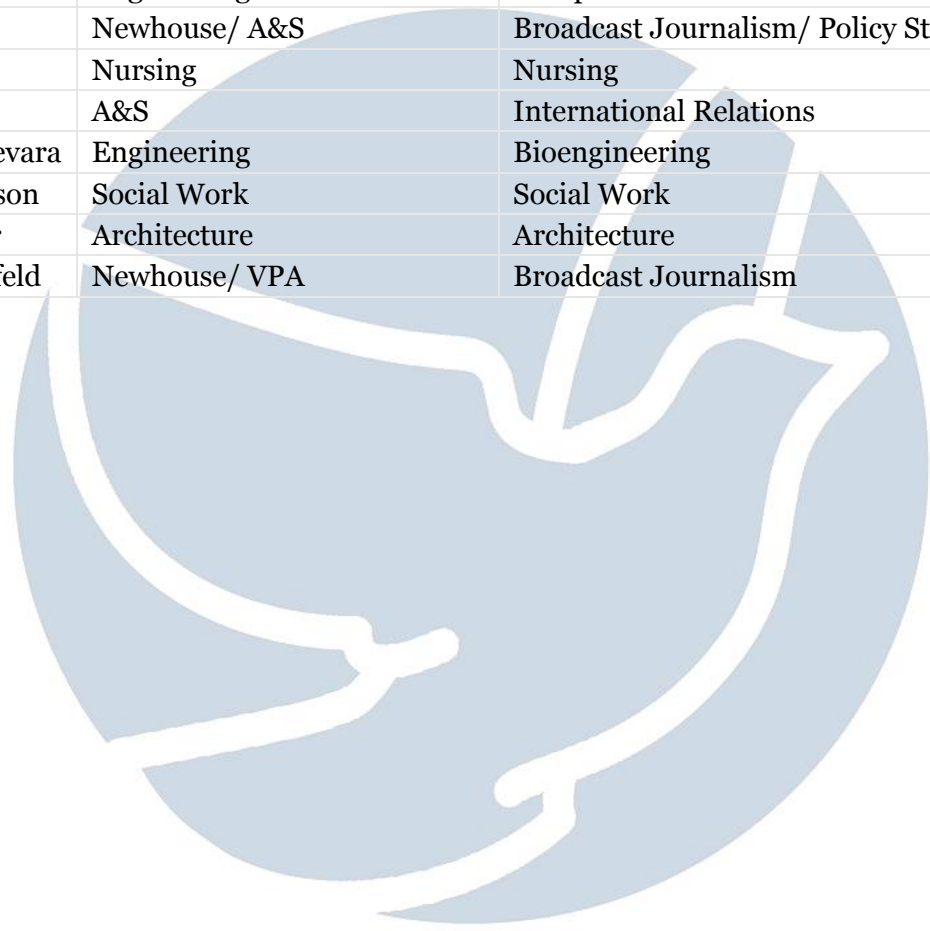 Newhouse/ A&S Broadcast Journalism/ Policy St
Nursing Nursing
A&S International Relations
evara Engineering Bioengineering
son Social Work Social Work
Architecture Architecture
feld Newhouse/ VPA Broadcast Journalism